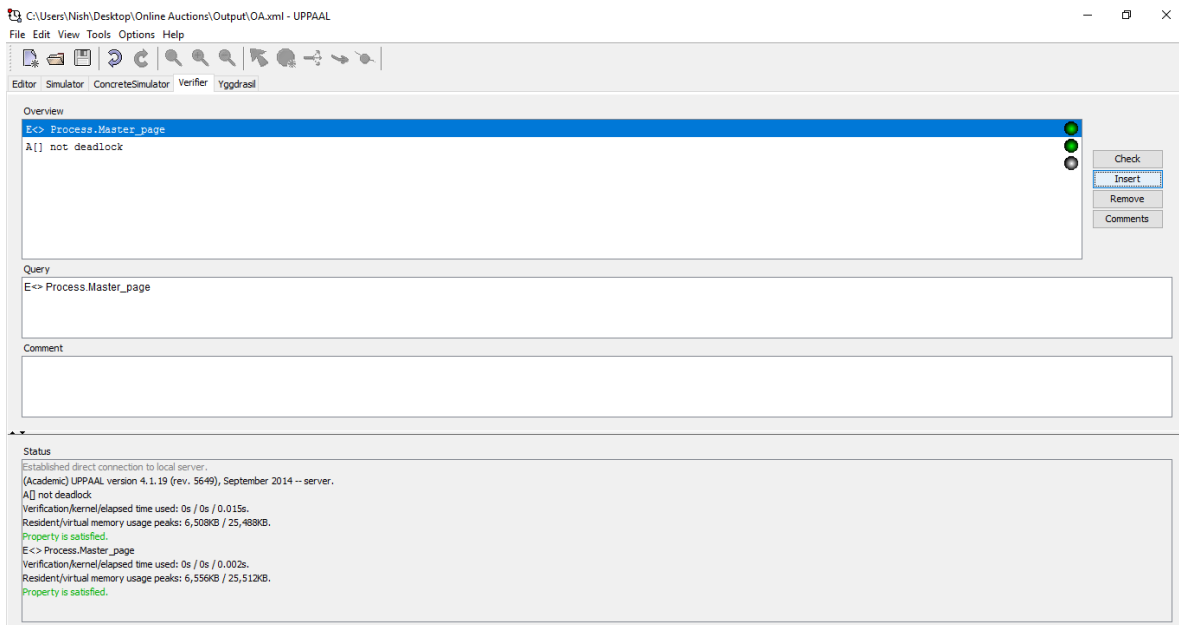 C:\Users\Nish\Desktop\Online Auctions\Output\OA.xml - UPPAAL
File Edit View Tools Options Help
Editor Simulator ConcreteSimulator Verifier Yggdrasil
Overview
E<> Process.Master_page
A[] not deadlock
Check
Insert
Remove
Comments
Query
E<> Process.Master_page
Comment
Status
Established direct connection to local server.
(Academic) UPPAAL version 4.1.19 (rev. 5649), September 2014 -- server.
A[] not deadlock
Verification/kernel/elapsed time used: 0s / 0s / 0.015s.
Resident/virtual memory usage peaks: 6,508KB / 25,488KB.
Property is satisfied.
E<> Process.Master_page
Verification/kernel/elapsed time used: 0s / 0s / 0.002s.
Resident/virtual memory usage peaks: 6,556KB / 25,512KB.
Property is satisfied.